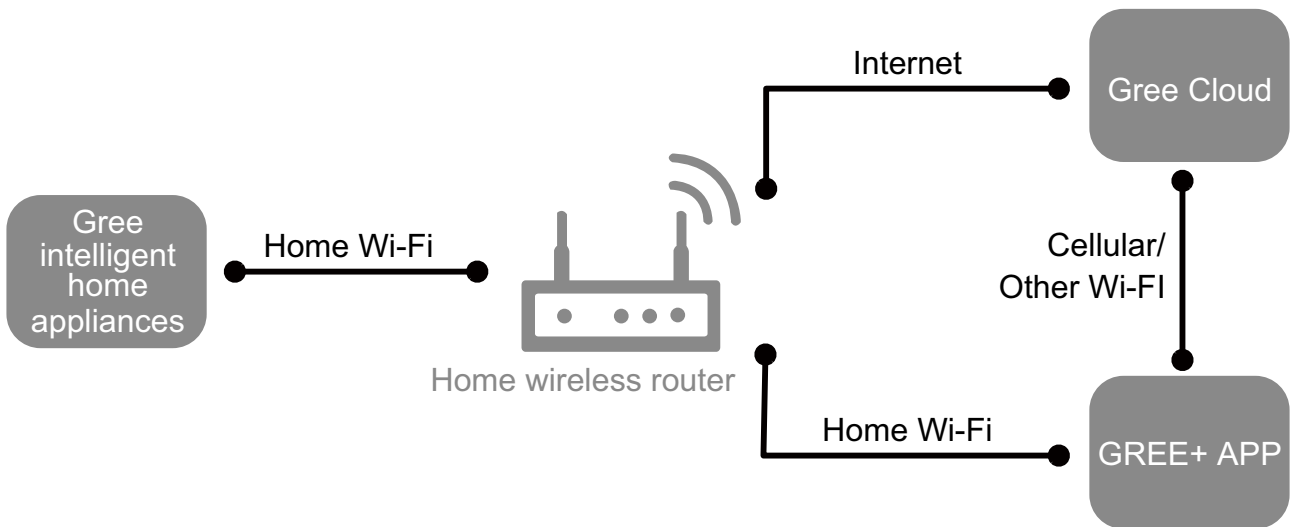 Internet
Gree Cloud
Gree
intelligent
home
appliances
Home Wi-Fi
Cellular/
Other Wi-FI
Home wireless router
Home Wi-Fi
GREE+ APP